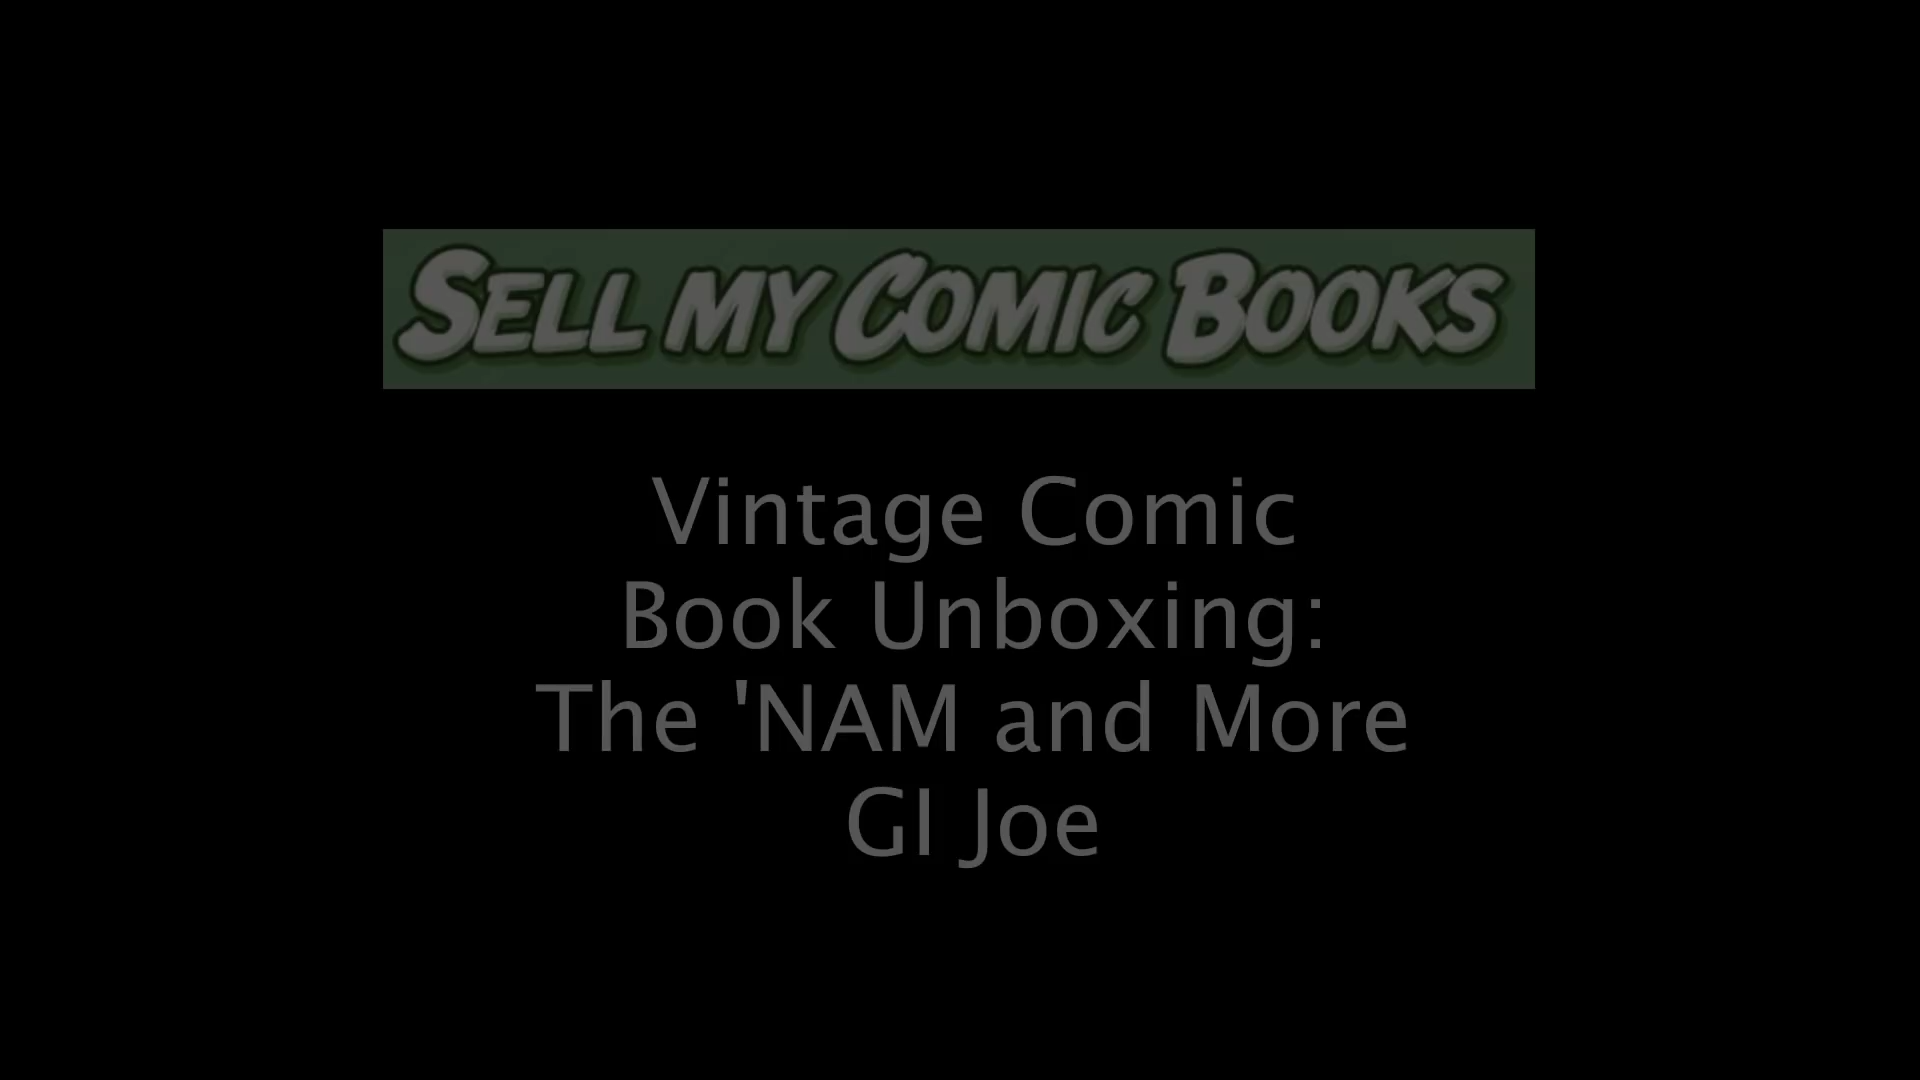 SELL MY COMIC BOOKS
Vintage Comic
Book Unboxing:
The 'NAM and More
GI Joe